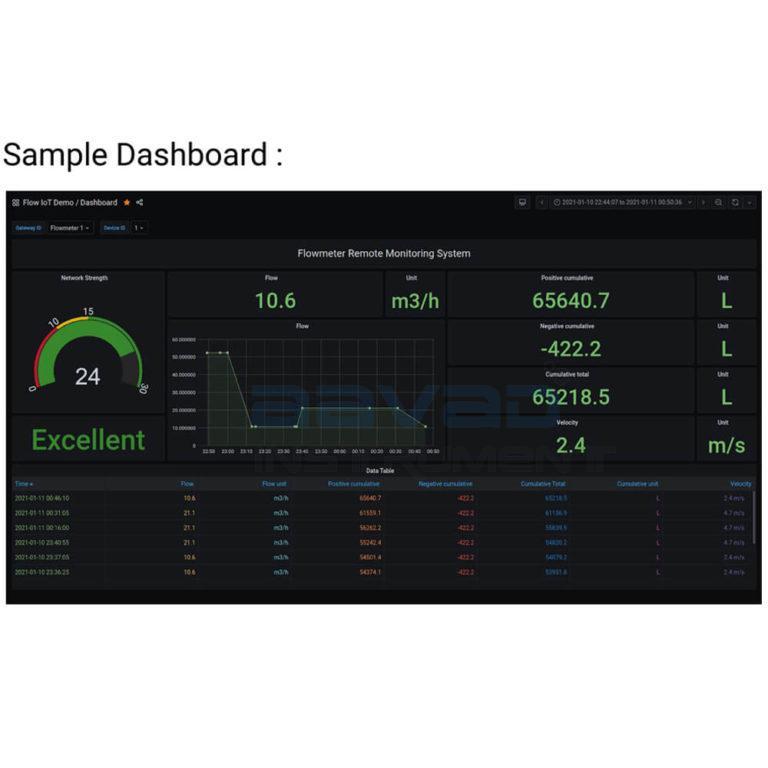 Sample Dashboard :
Flow IoT Demo / Dashboard
2021-01-10 22:44:07 to 2021-01-11 00:50:36
Gateway ID Flowmeter 1 Device ID 1
Flowmeter Remote Monitoring System
Network Strength
0 10 15 30
24
Excellent
Flow
10.6
Unit
m3/h
Flow
60.000000
50.000000
40.000000
30.000000
20.000000
10.000000
0
22:50 23:00 23:10 23:20 23:30 23:40 23:50 00:00 00:10 00:20 00:30 00:40 00:50
Positive cumulative
65640.7
Unit
L
Negative cumulative
-422.2
Unit
L
Cumulative total
65218.5
Unit
L
Velocity
2.4
Unit
m/s
aavad
INSTRUMENT
Data Table
Time Flow Flow unit Positive cumulative Negative cumulative Cumulative Total Cumulative unit Velocity
2021-01-11 00:46:10 10.6 m3/h 65640.7 -422.2 65218.5 L 2.4 m/s
2021-01-11 00:31:05 21.1 m3/h 61559.1 -422.2 61136.9 L 4.7 m/s
2021-01-11 00:16:00 21.1 m3/h 56262.2 -422.2 55839.9 L 4.7 m/s
2021-01-10 23:40:55 21.1 m3/h 55242.4 -422.2 54820.2 L 4.7 m/s
2021-01-10 23:37:05 10.6 m3/h 54501.4 -422.2 54079.2 L 2.4 m/s
2021-01-10 23:36:25 10.6 m3/h 54374.1 -422.2 53951.8 L 2.4 m/s